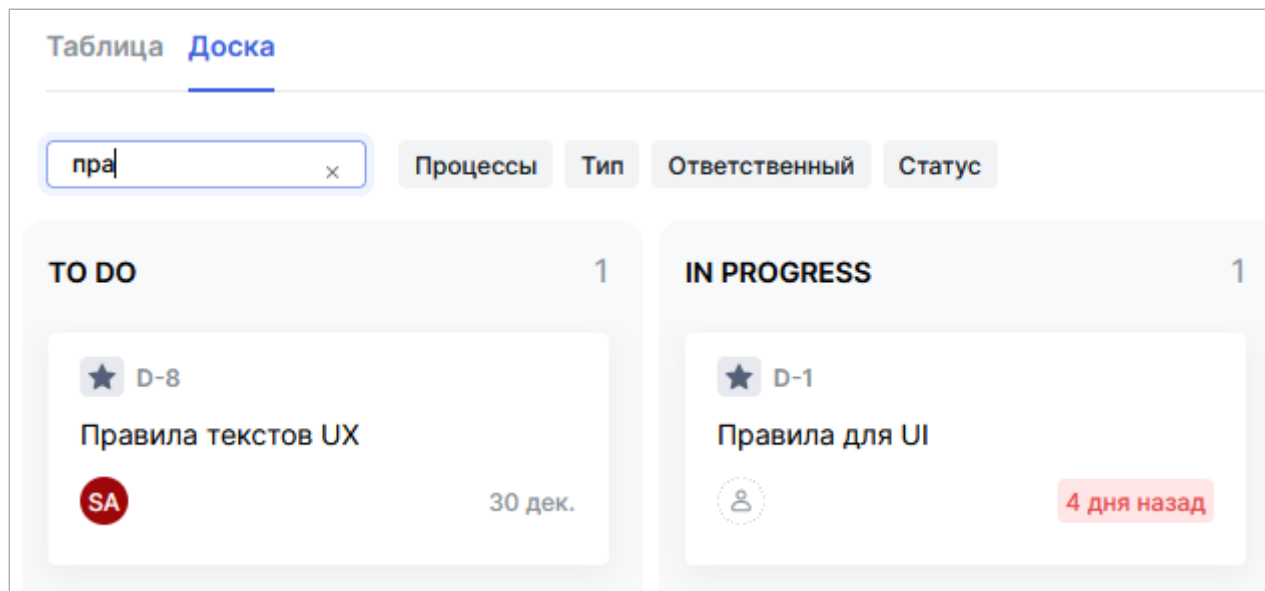 Таблица Доска
пра × Процессы Тип Ответственный Статус
TO DO 1
D-8
Правила текстов UX
SA 30 дек.
IN PROGRESS 1
D-1
Правила для UI
4 дня назад